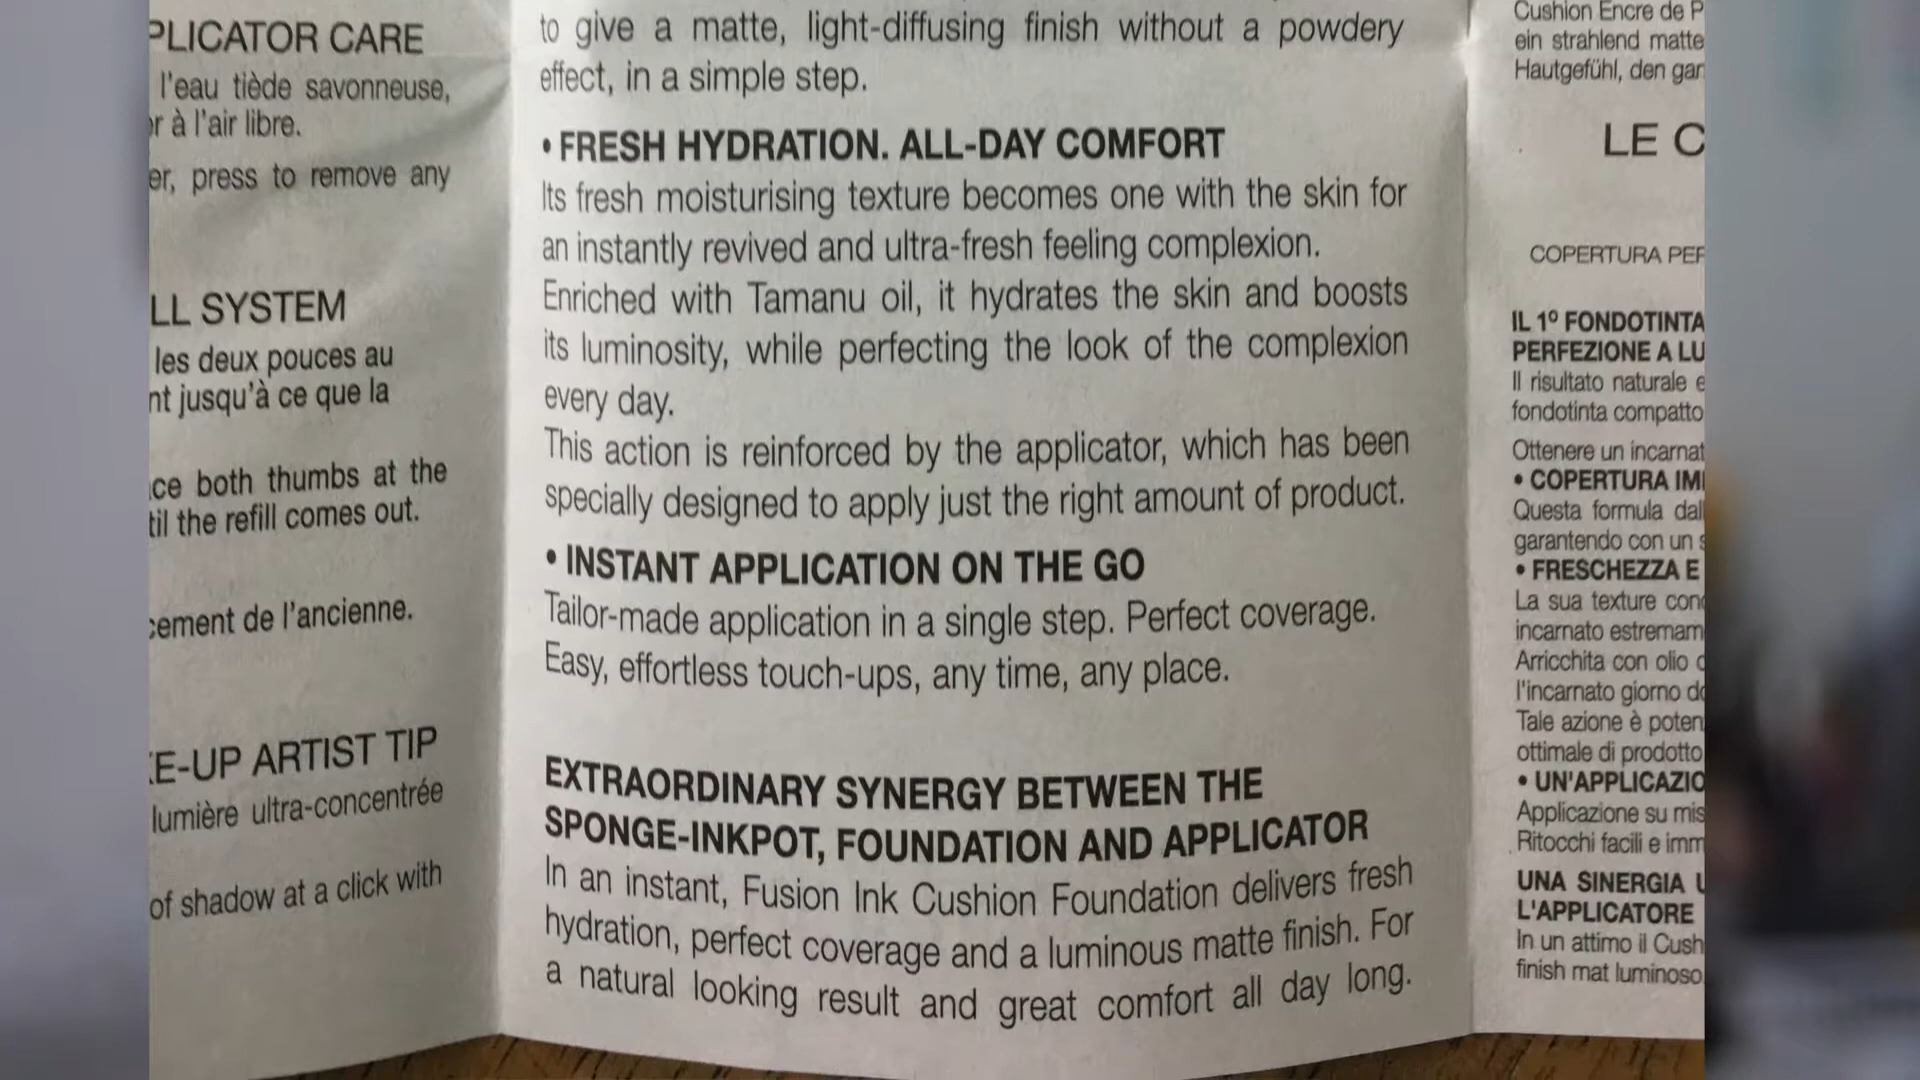 PLICATOR CARE
l'eau tiède savonneuse,
r à l'air libre.
er, press to remove any
LL SYSTEM
les deux pouces au
nt jusqu'à ce que la
ce both thumbs at the
til the refill comes out.
cement de l'ancienne.
E-UP ARTIST TIP
lumière ultra-concentrée
of shadow at a click with
to give a matte, light-diffusing finish without a powdery
effect, in a simple step.
• FRESH HYDRATION. ALL-DAY COMFORT
Its fresh moisturising texture becomes one with the skin for
an instantly revived and ultra-fresh feeling complexion.
Enriched with Tamanu oil, it hydrates the skin and boosts
its luminosity, while perfecting the look of the complexion
every day.
This action is reinforced by the applicator, which has been
specially designed to apply just the right amount of product.
• INSTANT APPLICATION ON THE GO
Tailor-made application in a single step. Perfect coverage.
Easy, effortless touch-ups, any time, any place.
EXTRAORDINARY SYNERGY BETWEEN THE
SPONGE-INKPOT, FOUNDATION AND APPLICATOR
In an instant, Fusion Ink Cushion Foundation delivers fresh
hydration, perfect coverage and a luminous matte finish. For
a natural looking result and great comfort all day long.
Cushion Encre de P
ein strahlend matte
Hautgefühl, den gan
LE C
COPERTURA PER
IL 1º FONDOTINTA
PERFEZIONE A LU
Il risultato naturale e
fondotinta compatto
Ottenere un incarnat
• COPERTURA IM
Questa formula dal
garantendo con un s
• FRESCHEZZA E
La sua texture con
incarnato estremam
Arricchita con olio d
l'incarnato giorno do
Tale azione è poten
ottimale di prodotto
• UN'APPLICAZIO
Applicazione su mis
Ritocchi facili e imm
UNA SINERGIA U
L'APPLICATORE
In un attimo il Cush
finish mat luminoso